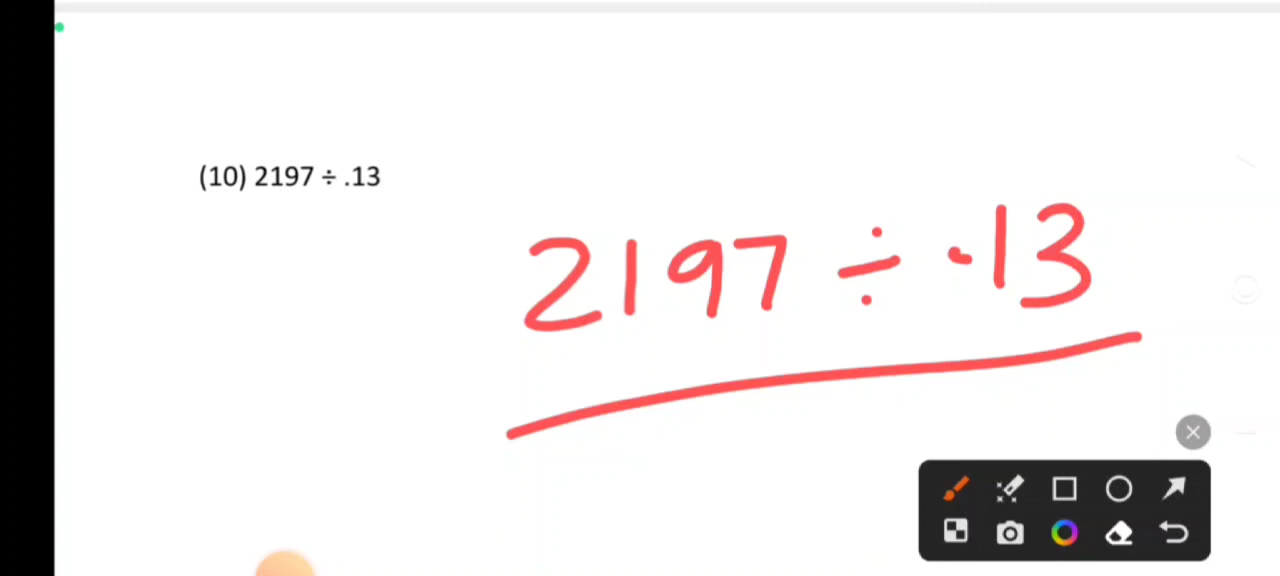 (10) 2197 ÷ .13
2197 ÷ .13